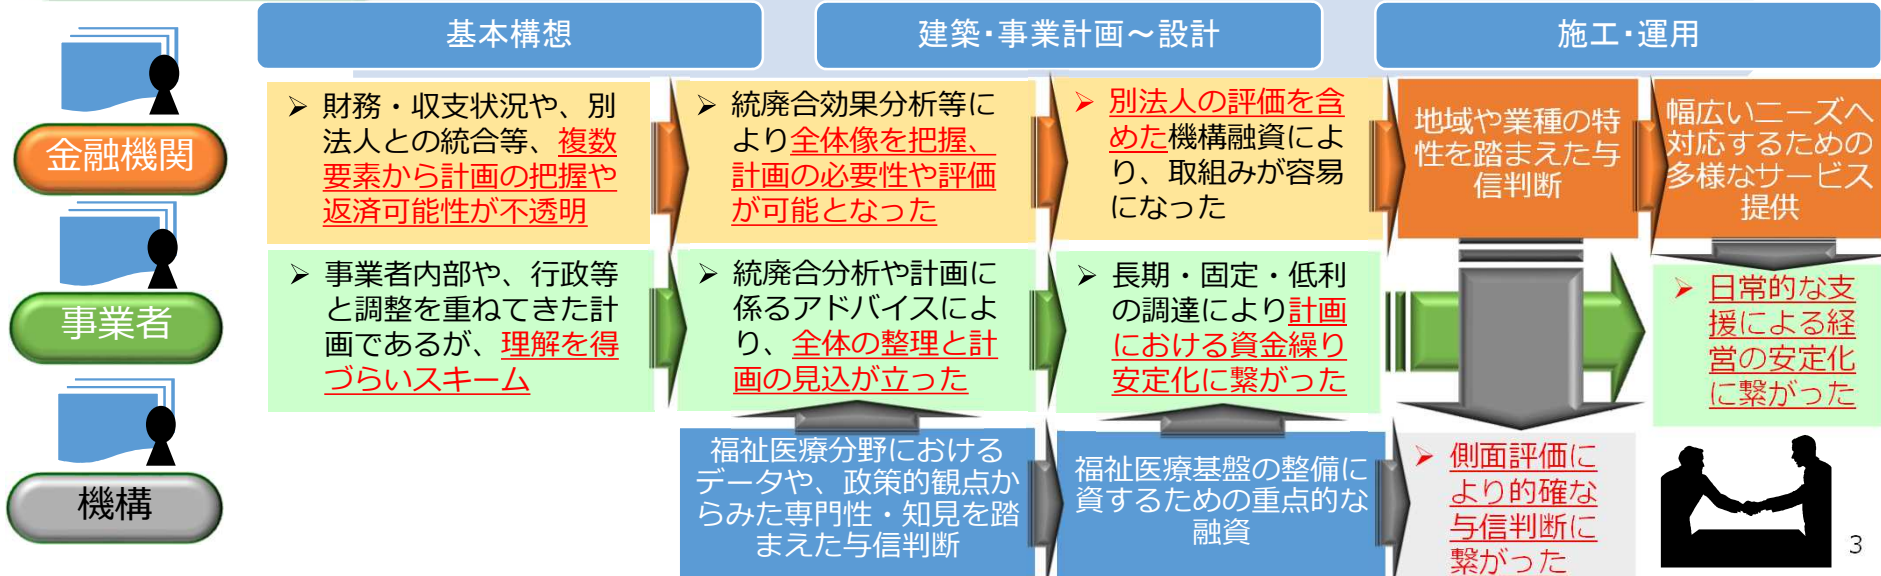 基本構想
建築・事業計画～設計
施工・運用
金融機関
➢ 財務・収支状況や、別
法人との統合等、複数
要素から計画の把握や
返済可能性が不透明
➢ 統廃合効果分析等に
より全体像を把握、
計画の必要性や評価
が可能となった
➢ 別法人の評価を含
めた機構融資によ
り、取組みが容易
になった
地域や業種の特
性を踏まえた与
信判断
幅広いニーズへ
対応するための
多様なサービス
提供
事業者
➢ 事業者内部や、行政等
と調整を重ねてきた計
画であるが、理解を得
づらいスキーム
➢ 統廃合分析や計画に
係るアドバイスによ
り、全体の整理と計
画の見込が立った
➢ 長期・固定・低利
の調達により計画
における資金繰り
安定化に繋がった
➢ 日常的な支
援による経
営の安定化
に繋がった
機構
福祉医療分野における
データや、政策的観点か
らみた専門性・知見を踏
まえた与信判断
福祉医療基盤の整備に
資するための重点的な
融資
➢ 側面評価に
より的確な
与信判断に
繋がった
3